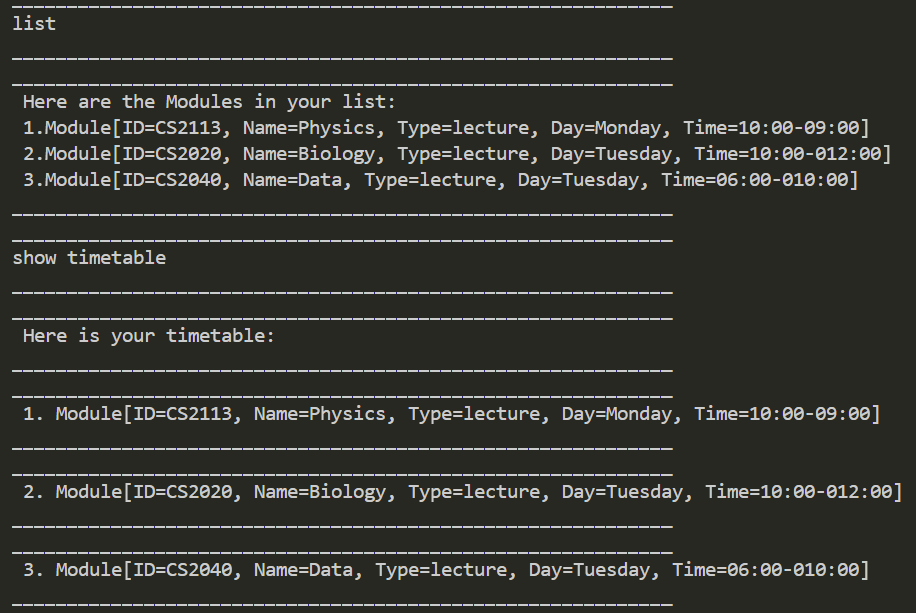 ____________________________________________________________
list
____________________________________________________________
____________________________________________________________
Here are the Modules in your list:
1.Module[ID=CS2113, Name=Physics, Type=lecture, Day=Monday, Time=10:00-09:00]
2.Module[ID=CS2020, Name=Biology, Type=lecture, Day=Tuesday, Time=10:00-012:00]
3.Module[ID=CS2040, Name=Data, Type=lecture, Day=Tuesday, Time=06:00-010:00]
____________________________________________________________
____________________________________________________________
show timetable
____________________________________________________________
____________________________________________________________
Here is your timetable:
____________________________________________________________
____________________________________________________________
1. Module[ID=CS2113, Name=Physics, Type=lecture, Day=Monday, Time=10:00-09:00]
____________________________________________________________
____________________________________________________________
2. Module[ID=CS2020, Name=Biology, Type=lecture, Day=Tuesday, Time=10:00-012:00]
____________________________________________________________
____________________________________________________________
3. Module[ID=CS2040, Name=Data, Type=lecture, Day=Tuesday, Time=06:00-010:00]
____________________________________________________________